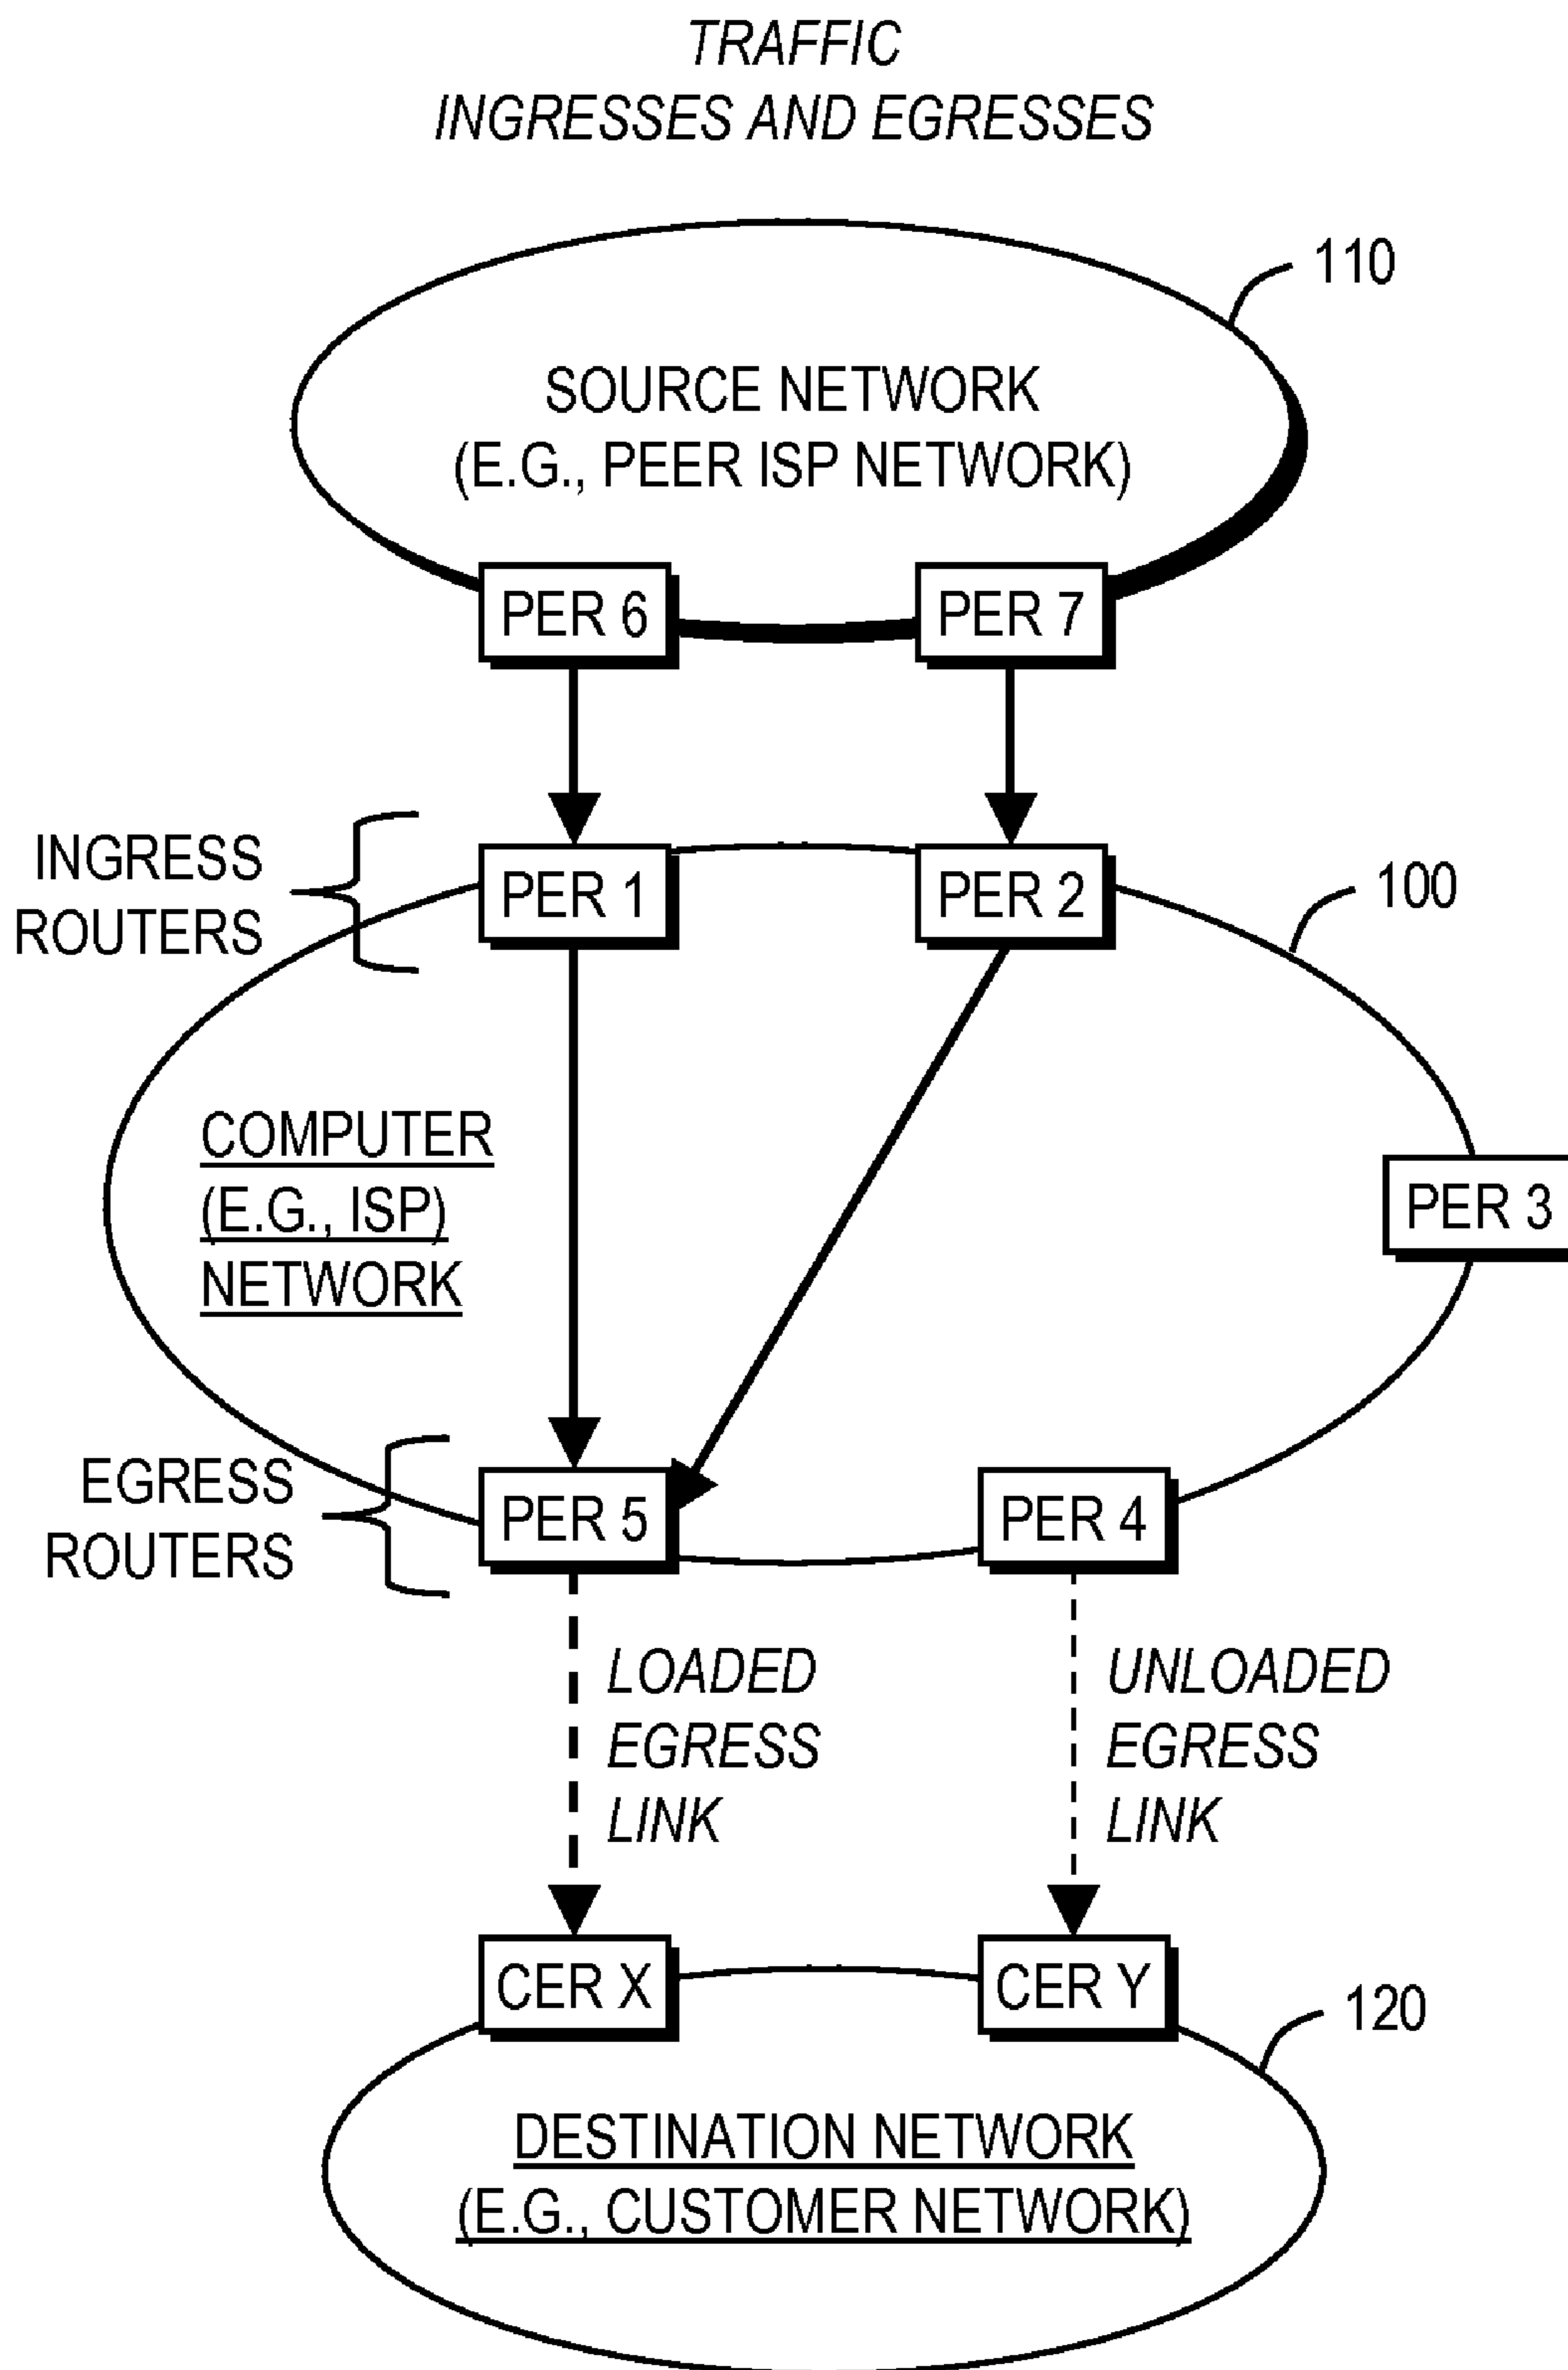 TRAFFIC
INGRESSES AND EGRESSES
110
SOURCE NETWORK
(E.G., PEER ISP NETWORK)
PER 6
PER 7
INGRESS
ROUTERS
PER 1
PER 2
100
COMPUTER
(E.G., ISP)
NETWORK
PER 3
EGRESS
ROUTERS
PER 5
PER 4
LOADED
EGRESS
LINK
UNLOADED
EGRESS
LINK
CER X
CER Y
120
DESTINATION NETWORK
(E.G., CUSTOMER NETWORK)